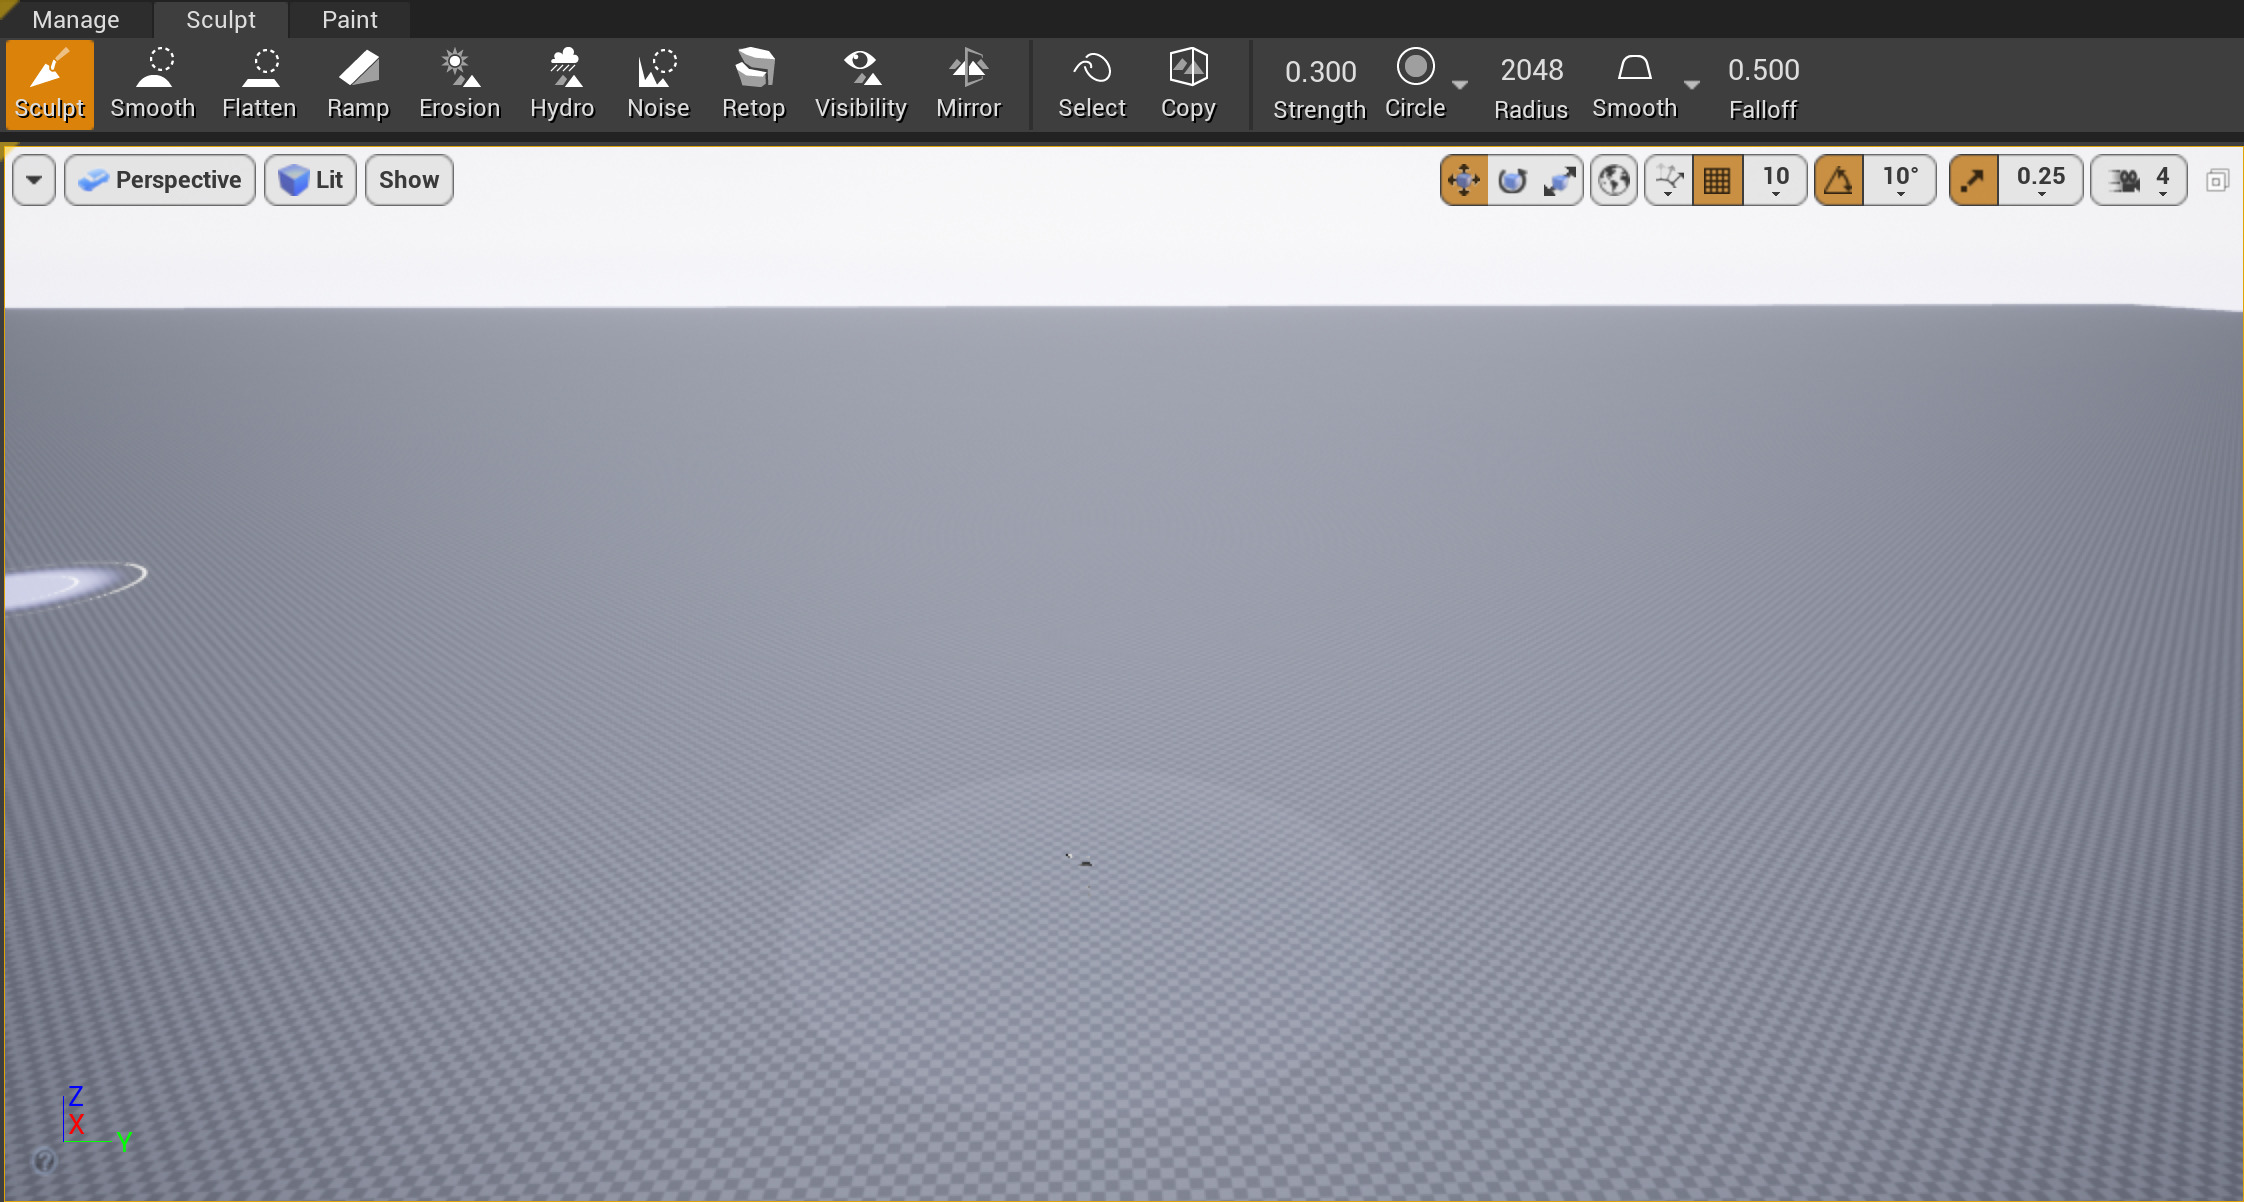 Manage Sculpt Paint
Sculpt Smooth Flatten Ramp Erosion Hydro Noise Retop Visibility Mirror Select Copy
0.300 2048 0.500
Strength Circle Radius Smooth Falloff
Perspective Lit Show 10 10° 0.25 4
Z
X
Y
?